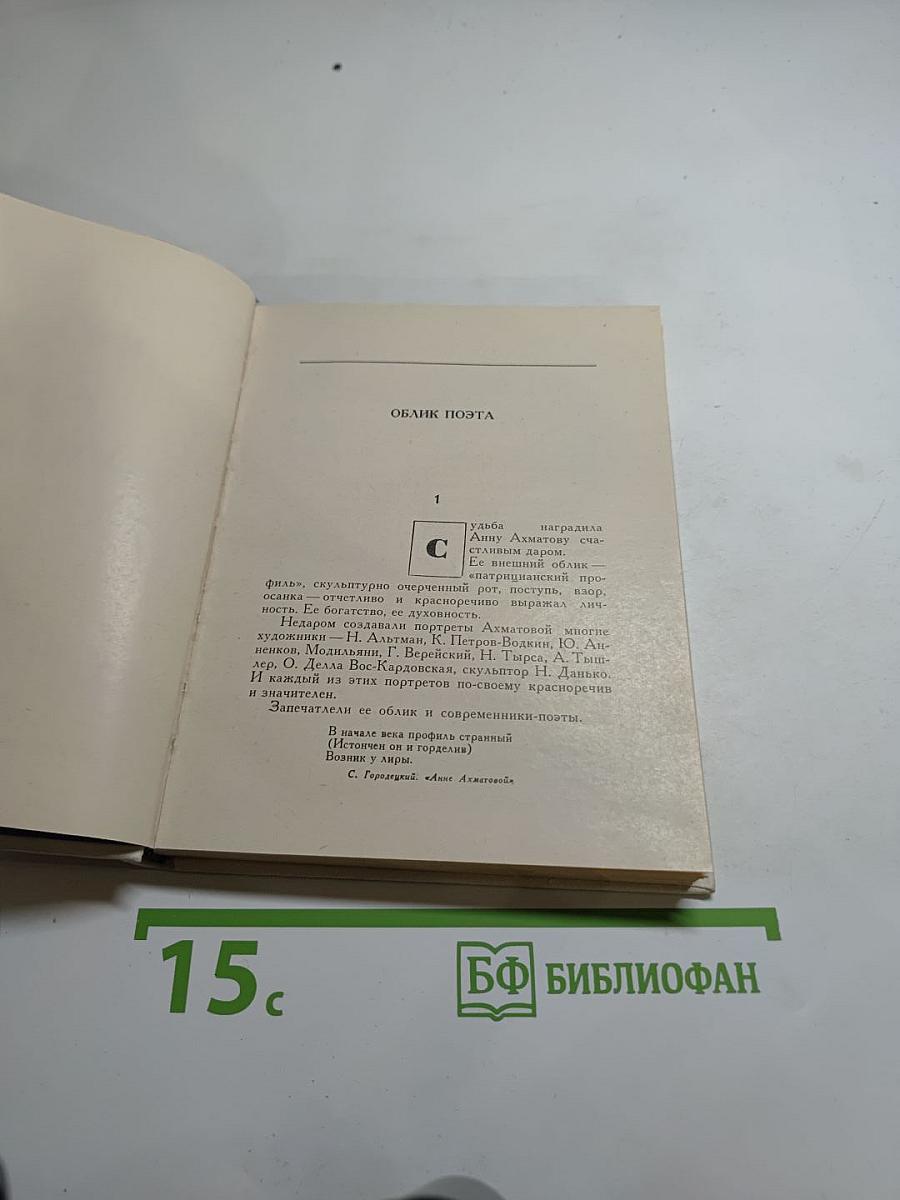 ОБЛИК ПОЭТА
1
Судьба наградила
Анну Ахматову сча-
стливым даром.
Ее внешний облик —
«патрицианский про-
филь», скульптурно очерченный рот, поступь, взор,
осанка — отчетливо и красноречиво выражал лич-
ность. Ее богатство, ее духовность.
Недаром создавали портреты Ахматовой многие
художники — Н. Альтман, К. Петров-Водкин, Ю. Ан-
ненков, Модильяни, Г. Верейский, Н. Тырса, А. Тыш-
лер, О. Делла Вос-Кардовская, скульптор Н. Данько.
И каждый из этих портретов по-своему красноречив
и значителен.
Запечатлели ее облик и современники-поэты.
В начале века профиль странный
(Истончен он и горделив)
Возник у лиры.
С. Городецкий. «Анне Ахматовой»
15 с
БФ БИБЛИОФАН